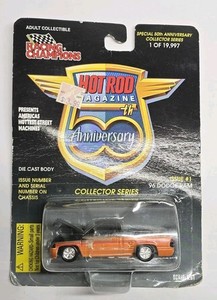 ADULT COLLECTIBLE
RACING
CHAMPIONS
SPECIAL 50th ANNIVERSARY
COLLECTOR SERIES
1 OF 19,997
HOT ROD
MAGAZINE
50th
Anniversary
PRESENTS
AMERICAS
HOTTEST STREET
MACHINES
DIE CAST BODY
ISSUE NUMBER
AND SERIAL
NUMBER ON
CHASSIS
COLLECTOR SERIES
ISSUE #3
96 DODGE RAM
WARNING: